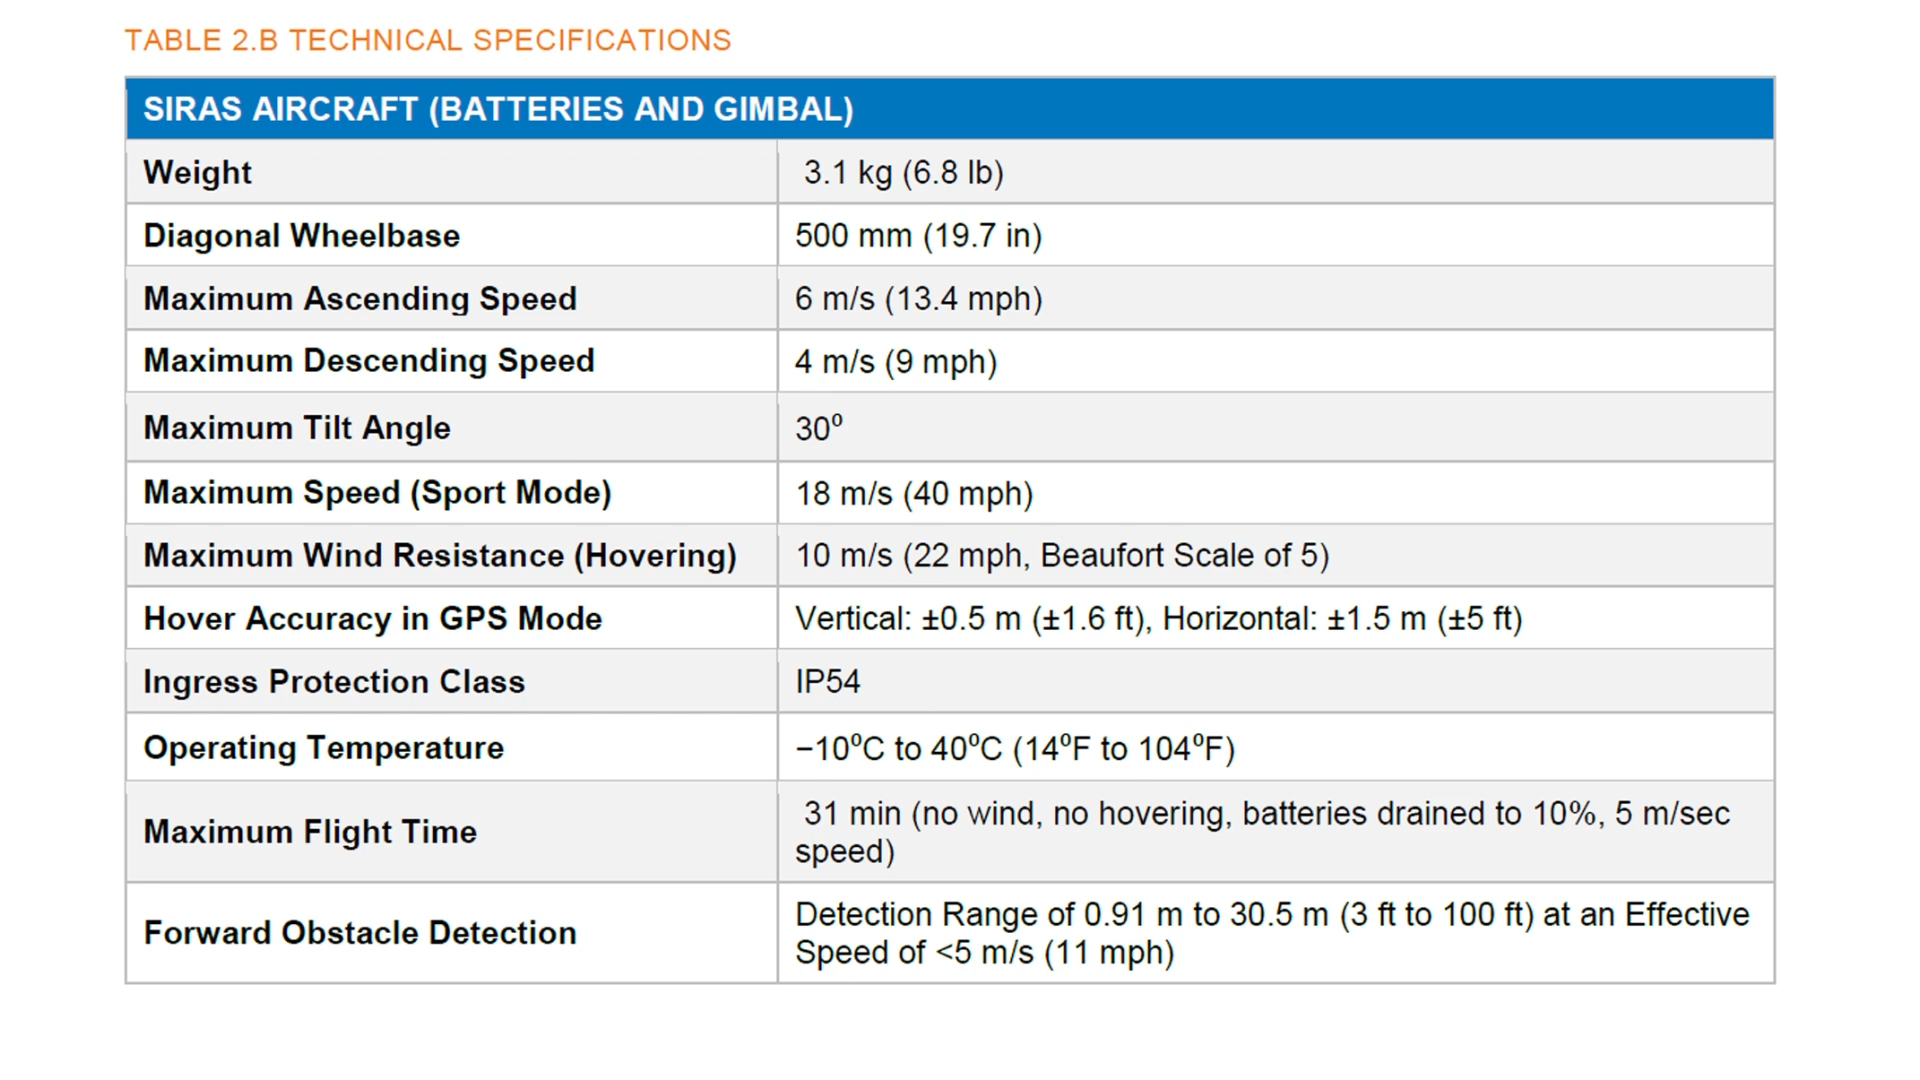 TABLE 2.B TECHNICAL SPECIFICATIONS
SIRAS AIRCRAFT (BATTERIES AND GIMBAL)
Weight 3.1 kg (6.8 lb)
Diagonal Wheelbase 500 mm (19.7 in)
Maximum Ascending Speed 6 m/s (13.4 mph)
Maximum Descending Speed 4 m/s (9 mph)
Maximum Tilt Angle 30⁰
Maximum Speed (Sport Mode) 18 m/s (40 mph)
Maximum Wind Resistance (Hovering) 10 m/s (22 mph, Beaufort Scale of 5)
Hover Accuracy in GPS Mode Vertical: ±0.5 m (±1.6 ft), Horizontal: ±1.5 m (±5 ft)
Ingress Protection Class IP54
Operating Temperature −10⁰C to 40⁰C (14⁰F to 104⁰F)
Maximum Flight Time 31 min (no wind, no hovering, batteries drained to 10%, 5 m/sec
speed)
Forward Obstacle Detection Detection Range of 0.91 m to 30.5 m (3 ft to 100 ft) at an Effective
Speed of <5 m/s (11 mph)